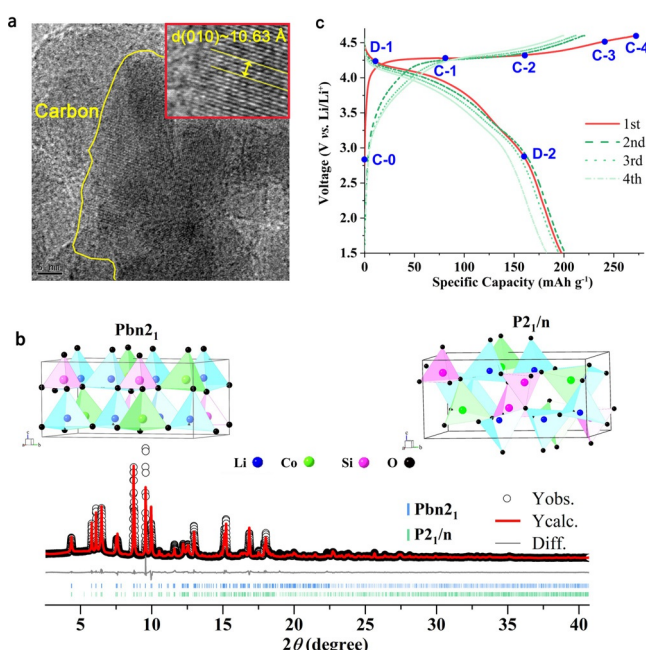 a
d(010)~10.63 Å
Carbon
5 nm
c
4.5
4.0
3.5
3.0
2.5
2.0
1.5
Voltage (V vs. Li/Li⁺)
D-1
C-1
C-2
C-3
C-4
C-0
D-2
1st
2nd
3rd
4th
0 50 100 150 200 250
Specific Capacity (mAh g⁻¹)
b
Pbn2₁
P2₁/n
Li Co Si O
Pbn2₁
P2₁/n
Yobs.
Ycalc.
Diff.
5 10 15 20 25 30 35 40
2θ (degree)